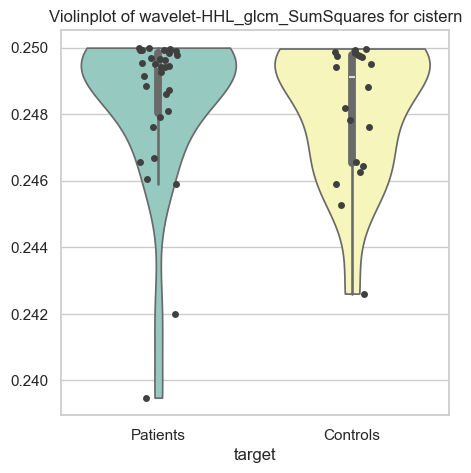 Violinplot of wavelet-HHL_glcm_SumSquares for cistern
0.250
0.248
0.246
0.244
0.242
0.240
Patients
Controls
target